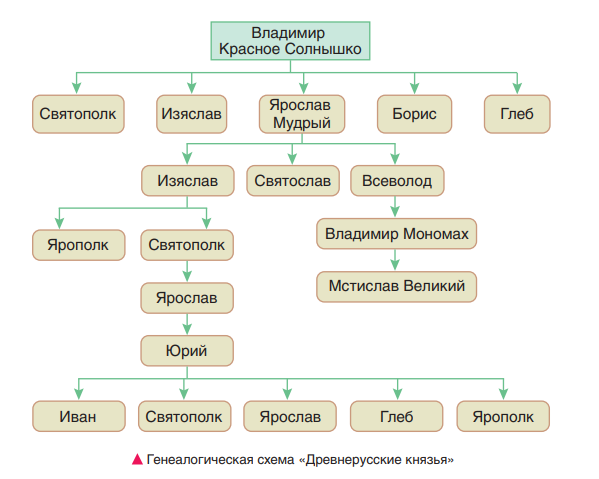 Владимир
Красное Солнышко
Святополк
Изяслав
Ярослав
Мудрый
Борис
Глеб
Изяслав
Святослав
Всеволод
Ярополк
Святополк
Владимир Мономах
Ярослав
Мстислав Великий
Юрий
Иван
Святополк
Ярослав
Глеб
Ярополк
Генеалогическая схема «Древнерусские князья»